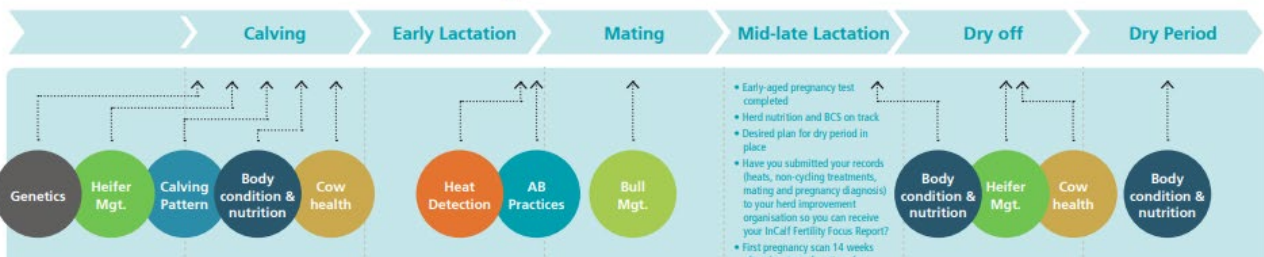 Calving
Early Lactation
Mating
Mid-late Lactation
Dry off
Dry Period
• Early-aged pregnancy test
completed
• Herd nutrition and BCS on track
• Desired plan for dry period in
place
• Have you submitted your records
(heats, non-cycling treatments,
mating and pregnancy diagnosis)
to your herd improvement
organisation so you can receive
your InCalf Fertility Focus Report?
• First pregnancy scan 14 weeks
Genetics
Heifer
Mgt.
Calving
Pattern
Body
condition &
nutrition
Cow
health
Heat
Detection
AB
Practices
Bull
Mgt.
Body
condition &
nutrition
Heifer
Mgt.
Cow
health
Body
condition &
nutrition